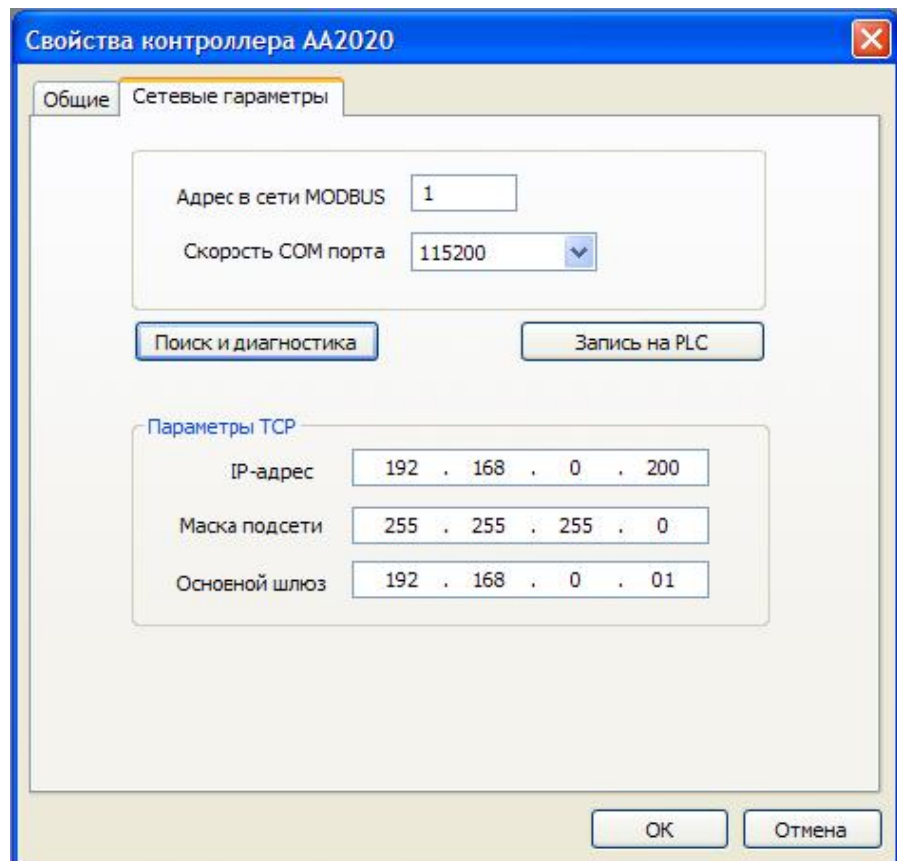 Свойства контроллера AA2020
Общие Сетевые гараметры
Адрес в сети MODBUS 1
Скорость COM порта 115200
Поиск и диагностика Запись на PLC
Параметры TCP
IP-адрес 192 . 168 . 0 . 200
Маска подсети 255 . 255 . 255 . 0
Основной шлюз 192 . 168 . 0 . 01
OK Отмена